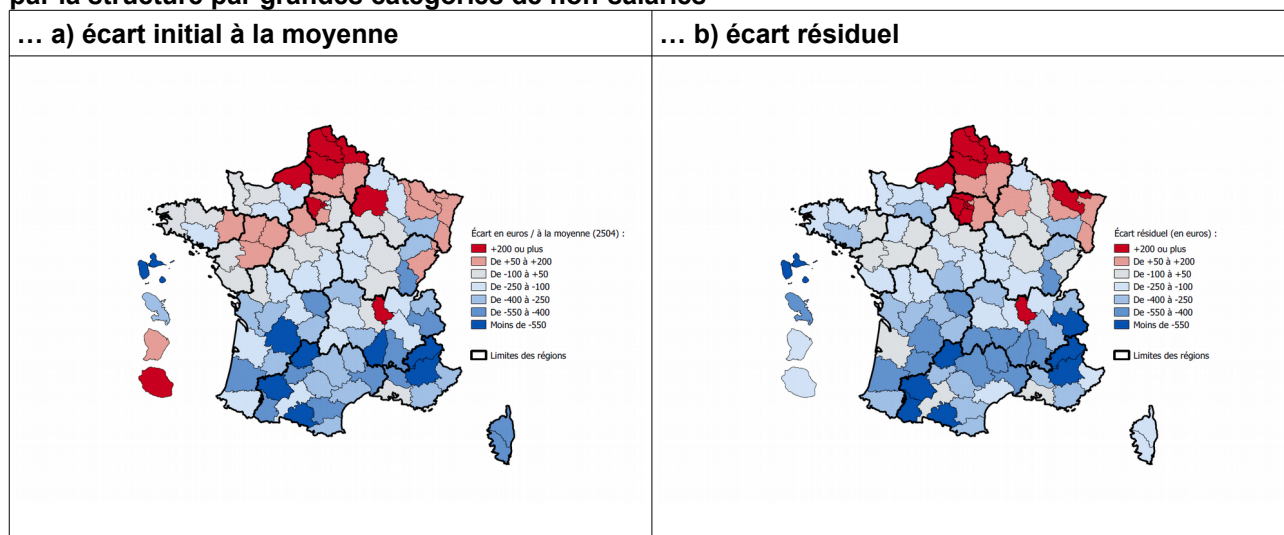 par la structure par grandes catégories de non-salariés
… a) écart initial à la moyenne
… b) écart résiduel
Écart en euros / à la moyenne (2504) :
+200 ou plus
De +50 à +200
De -100 à +50
De -250 à -100
De -400 à -250
De -550 à -400
Moins de -550
Limites des régions
Écart résiduel (en euros) :
+200 ou plus
De +50 à +200
De -100 à +50
De -250 à -100
De -400 à -250
De -550 à -400
Moins de -550
Limites des régions